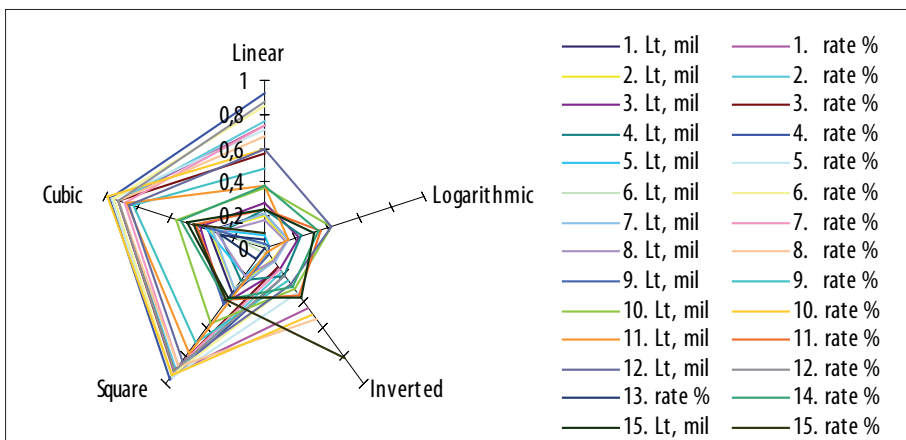 Linear
1
0,8
0,6
0,4
0,2
0
Logarithmic
Inverted
Square
Cubic
1. Lt, mil 1. rate %
2. Lt, mil 2. rate %
3. Lt, mil 3. rate %
4. Lt, mil 4. rate %
5. Lt, mil 5. rate %
6. Lt, mil 6. rate %
7. Lt, mil 7. rate %
8. Lt, mil 8. rate %
9. Lt, mil 9. rate %
10. Lt, mil 10. rate %
11. Lt, mil 11. rate %
12. Lt, mil 12. rate %
13. rate % 14. rate %
15. Lt, mil 15. rate %